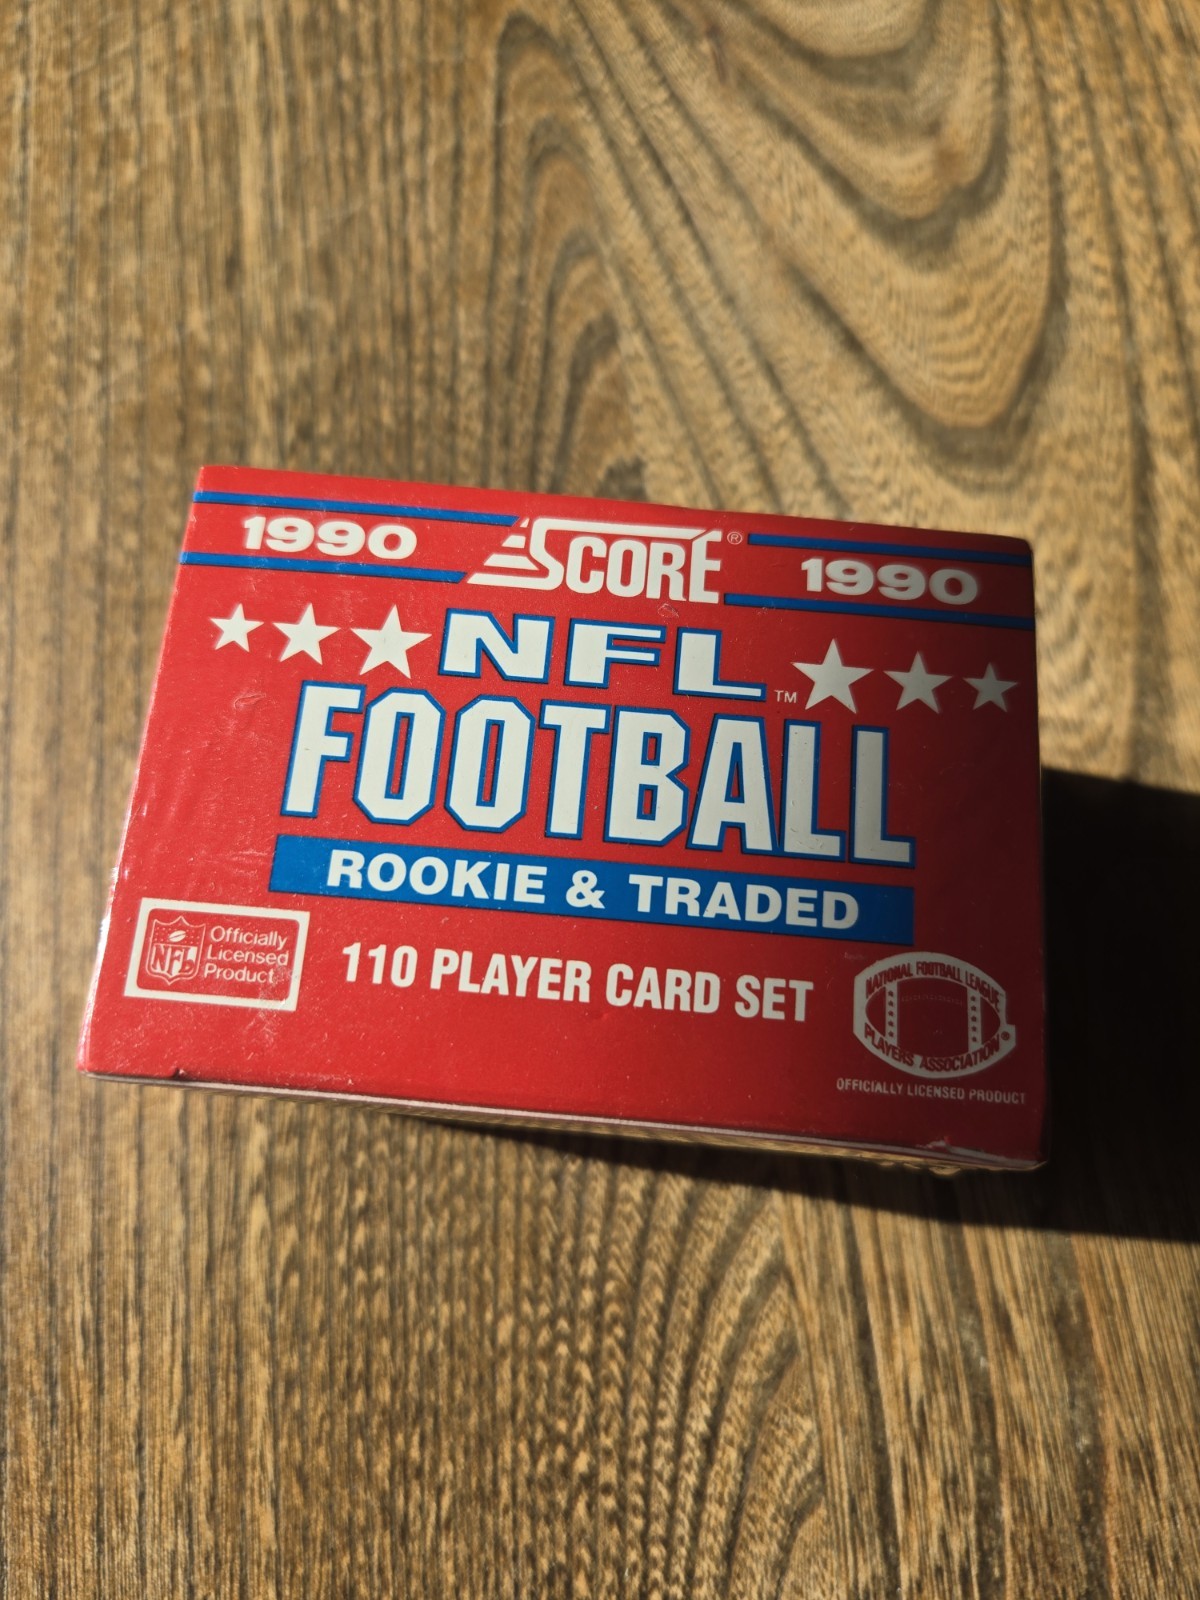 1990 SCORE® 1990
NFL™
FOOTBALL
ROOKIE & TRADED
110 PLAYER CARD SET
NFL
Officially
Licensed
Product
NATIONAL FOOTBALL LEAGUE
PLAYERS ASSOCIATION®
OFFICIALLY LICENSED PRODUCT